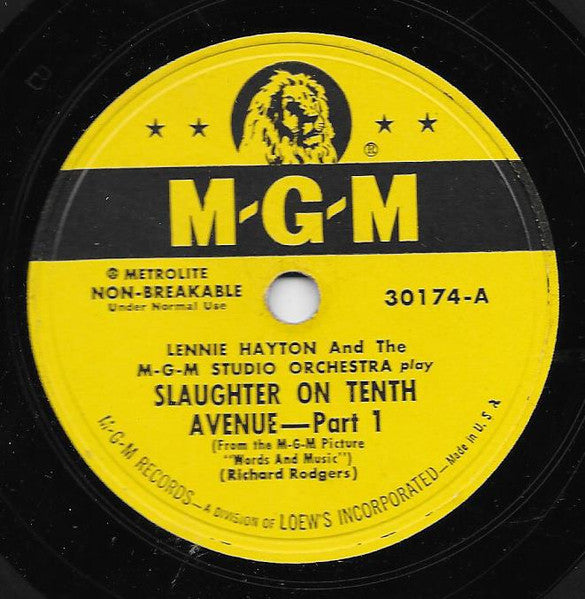 ®
M-G-M
® METROLITE
NON-BREAKABLE
Under Normal Use
30174-A
LENNIE HAYTON And The
M-G-M STUDIO ORCHESTRA play
SLAUGHTER ON TENTH
AVENUE—Part 1
(From the M-G-M Picture
"Words And Music")
(Richard Rodgers)
M-G-M RECORDS—A DIVISION OF LOEW'S INCORPORATED—Made in U. S. A.